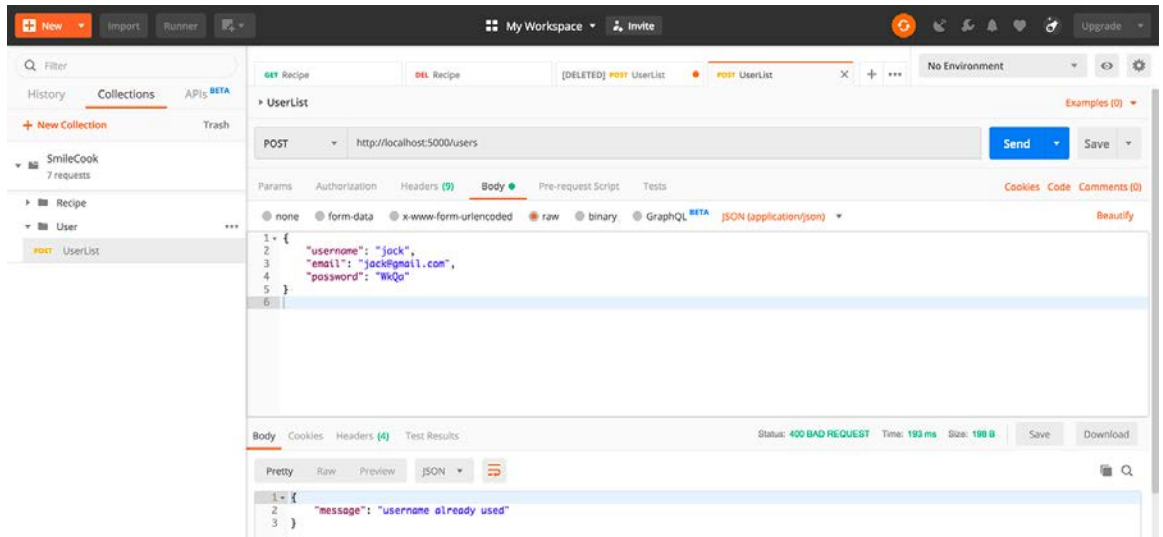 New Import Runner My Workspace Invite Upgrade
Filter
History Collections APIs BETA
+ New Collection Trash
SmileCook
7 requests
Recipe
User
POST UserList
GET Recipe DEL Recipe [DELETED] POST UserList POST UserList No Environment
UserList Examples (0)
POST http://localhost:5000/users Send Save
Params Authorization Headers (9) Body Pre-request Script Tests Cookies Code Comments (0)
none form-data x-www-form-urlencoded raw binary GraphQL BETA JSON (application/json) Beautify
1 {
2 "username": "jack",
3 "email": "jack@gmail.com",
4 "password": "WkQa"
5 }
6
Body Cookies Headers (4) Test Results Status: 400 BAD REQUEST Time: 193 ms Size: 198 B Save Download
Pretty Raw Preview JSON
1 {
2 "message": "username already used"
3 }